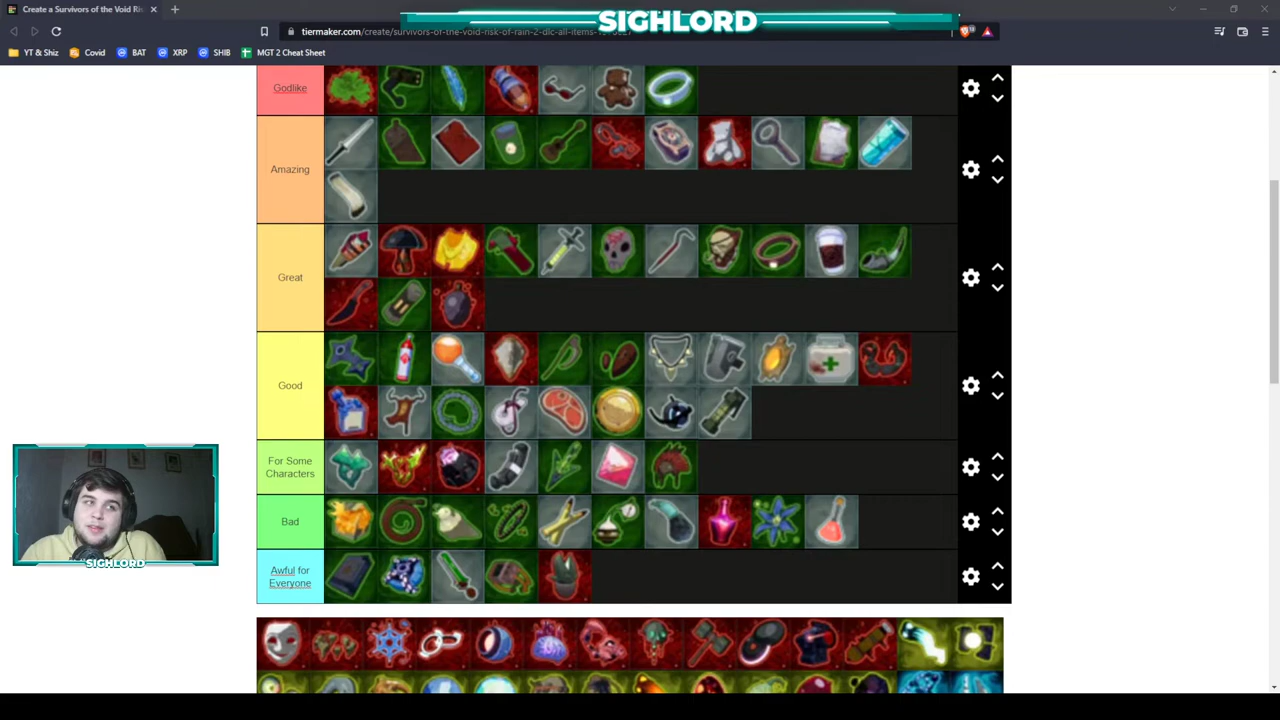 Create a Survivors of the Void Ris
SIGHLORD
tiermaker.com/create/survivors-of-the-void-risk-of-rain-2-dlc-all-items-
YT & Shiz
Covid
BAT
XRP
SHIB
MGT 2 Cheat Sheet
Godlike
Amazing
Great
Good
For Some
Characters
Bad
Awful for
Everyone
SIGHLORD